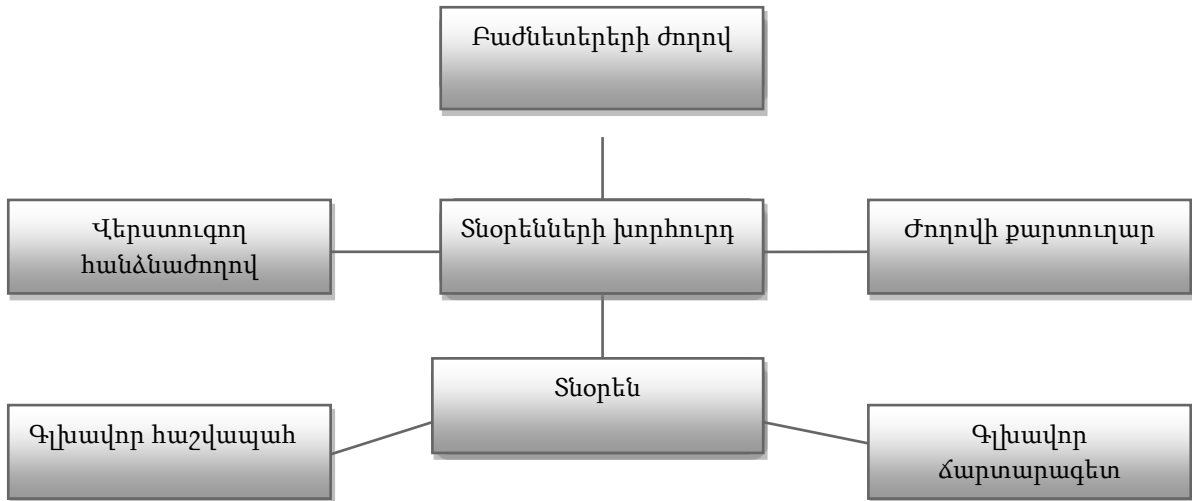 Բաժնետերերի ժողով
Վերստուգող
հանձնաժողով
Տնօրենների խորհուրդ
Ժողովի քարտուղար
Տնօրեն
Գլխավոր հաշվապահ
Գլխավոր
ճարտարագետ